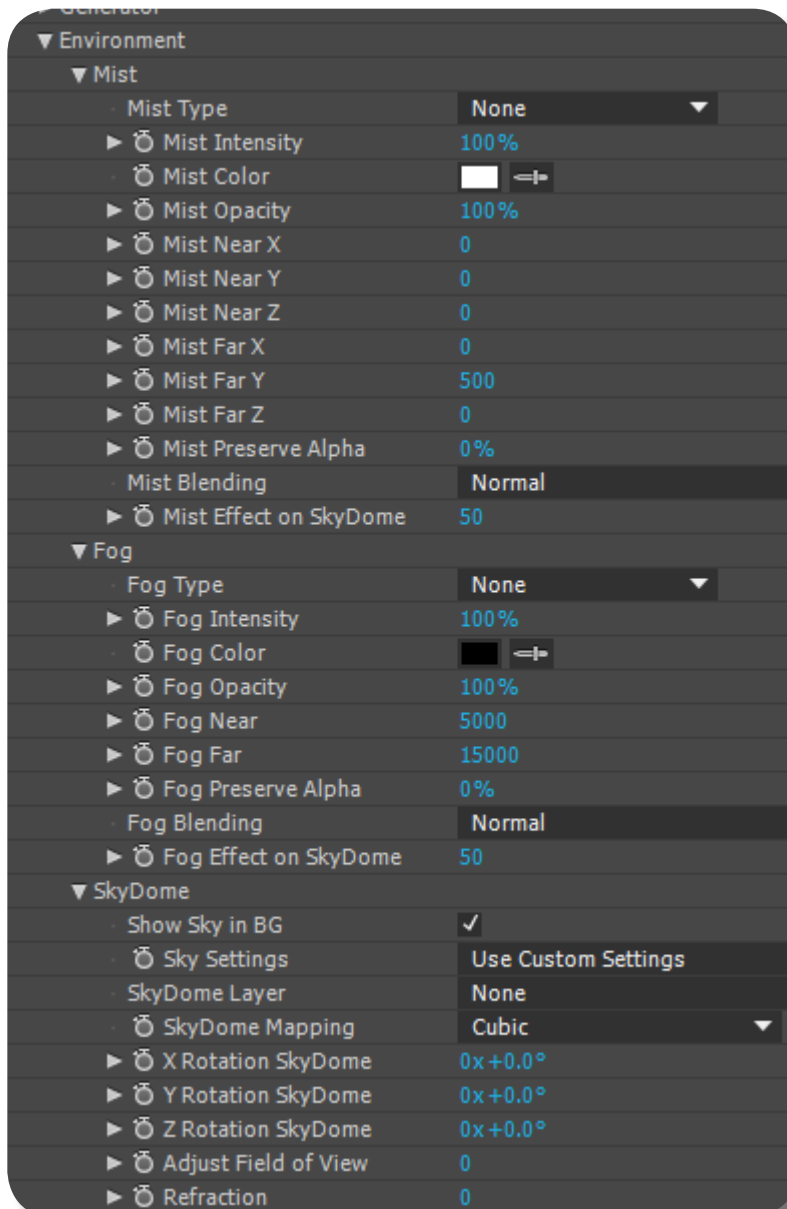 Generator
Environment
Mist
Mist Type None
Mist Intensity 100%
Mist Color
Mist Opacity 100%
Mist Near X 0
Mist Near Y 0
Mist Near Z 0
Mist Far X 0
Mist Far Y 500
Mist Far Z 0
Mist Preserve Alpha 0%
Mist Blending Normal
Mist Effect on SkyDome 50
Fog
Fog Type None
Fog Intensity 100%
Fog Color
Fog Opacity 100%
Fog Near 5000
Fog Far 15000
Fog Preserve Alpha 0%
Fog Blending Normal
Fog Effect on SkyDome 50
SkyDome
Show Sky in BG
Sky Settings Use Custom Settings
SkyDome Layer None
SkyDome Mapping Cubic
X Rotation SkyDome 0x+0.0°
Y Rotation SkyDome 0x+0.0°
Z Rotation SkyDome 0x+0.0°
Adjust Field of View 0
Refraction 0